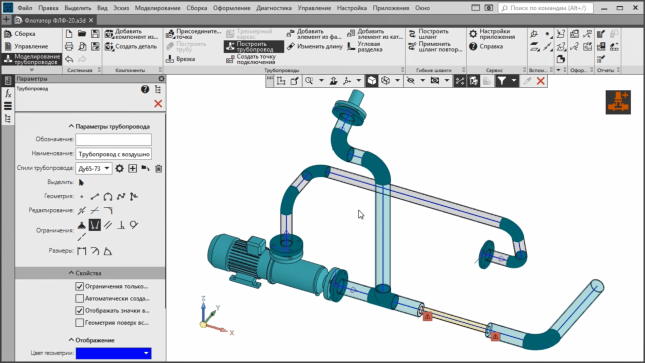 Файл Правка Выделить Вид Эскиз Моделирование Оформление Диагностика Управление Настройка Приложения Окно
Поиск по командам (Alt+/)
Флотатор ФЛФ-20.a3d
Сборка
Управление
Моделирование трубопроводов
Системная
Добавить компонент из...
Создать деталь
Компоненты
Присоедините...
точка
Построить трубу
Врезка
Трехмерный каркас
Построить трубопровод
Создать точку подключения
Добавить элемент из фа...
Изменить длину
Добавить элемент из кат...
Угловая разделка
Трубопроводы
Построить шланг
Применить шланг повторн...
Гибкие шланги
Настройки приложения
Справка
Сервис
Вспом...
Офор...
Отчеты
Параметры
Трубопровод
Параметры трубопровода
Обозначение:
Наименование: Трубопровод с воздушно
Стили трубопровода: Ду65-73
Выделить:
Геометрия:
Редактирование:
Ограничения:
Размеры:
Свойства
Ограничения только...
Автоматически созда...
Отображать значки в...
Геометрия поверх вс...
Отображение
Цвет геометрии:
Z
Y
X